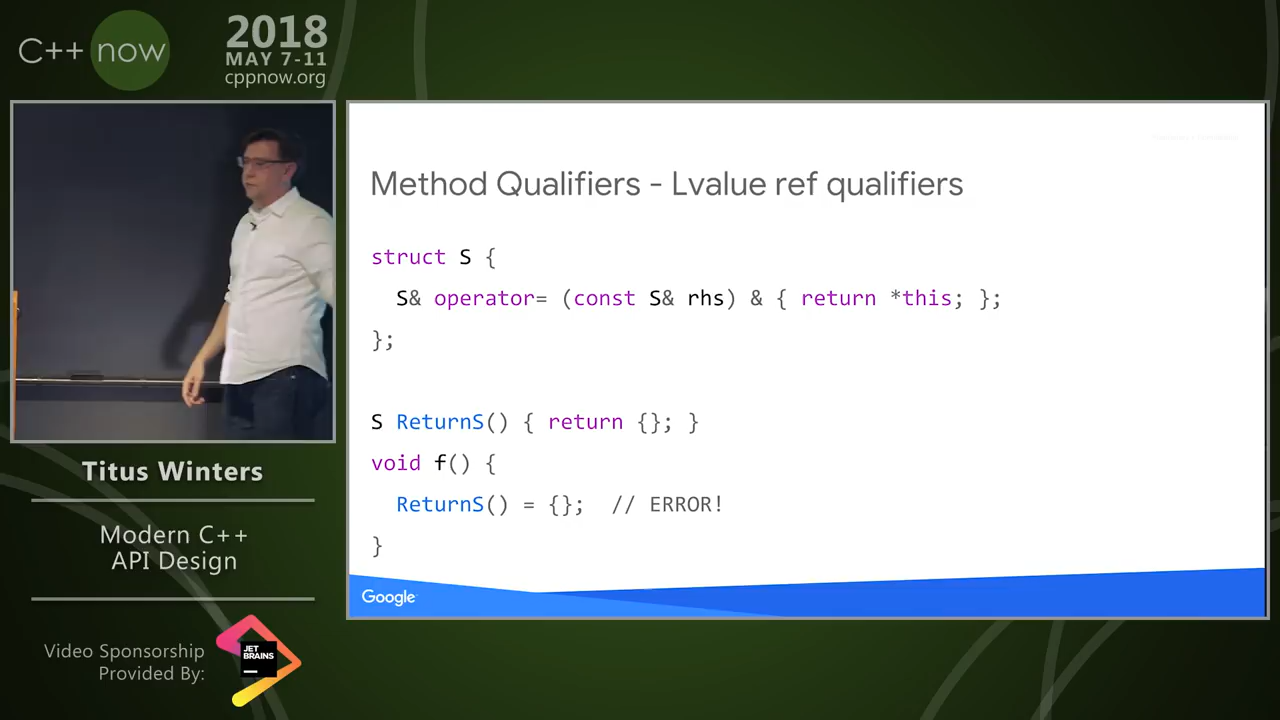 C++ now
2018
MAY 7-11
cppnow.org
Method Qualifiers - Lvalue ref qualifiers
struct S {
  S& operator= (const S& rhs) & { return *this; };
};
S ReturnS() { return {}; }
void f() {
  ReturnS() = {};  // ERROR!
}
Google
Titus Winters
Modern C++
API Design
Video Sponsorship
Provided By:
JET
BRAINS